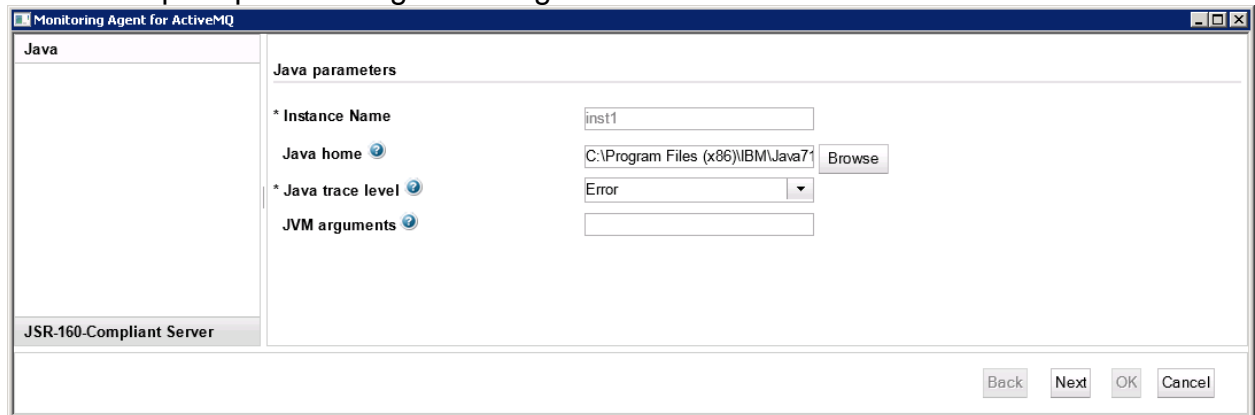 Monitoring Agent for ActiveMQ
Java
Java parameters
* Instance Name
inst1
Java home
C:\Program Files (x86)\IBM\Java71
Browse
* Java trace level
Error
JVM arguments
JSR-160-Compliant Server
Back
Next
OK
Cancel